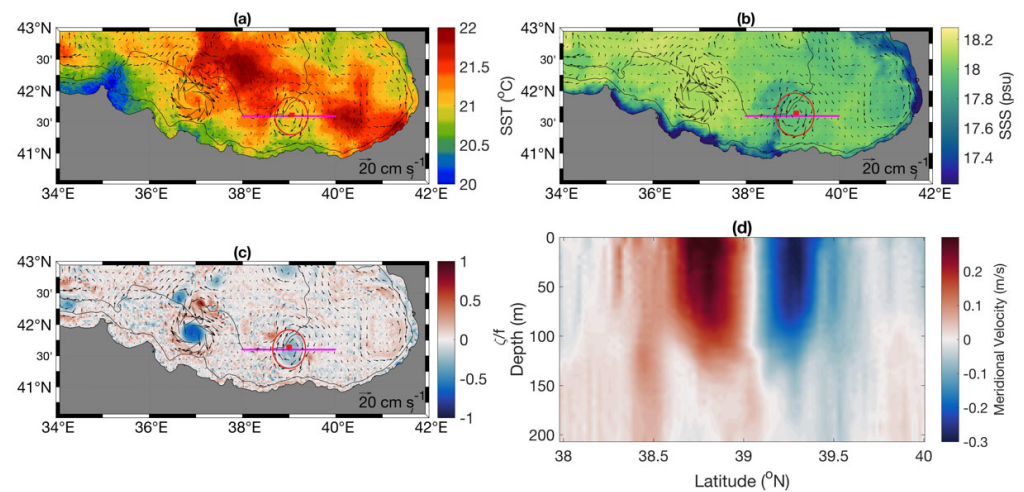 (a)
43°N
30'
42°N
30'
41°N
34°E 36°E 38°E 40°E 42°E
20 cm s-1
22
21.5
21
20.5
20
SST (°C)
(b)
43°N
30'
42°N
30'
41°N
34°E 36°E 38°E 40°E 42°E
20 cm s-1
18.2
18
17.8
17.6
17.4
SSS (psu)
(c)
43°N
30'
42°N
30'
41°N
34°E 36°E 38°E 40°E 42°E
20 cm s-1
1
0.5
0
-0.5
-1
ζ/f
(d)
0
50
100
150
200
Depth (m)
38 38.5 39 39.5 40
Latitude (°N)
0.2
0.1
0
-0.1
-0.2
-0.3
Meridional Velocity (m/s)